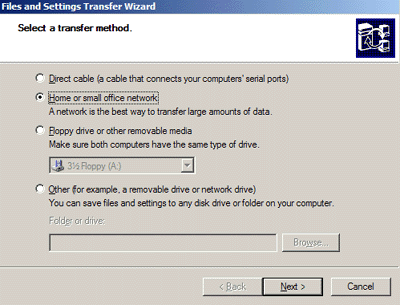 Files and Settings Transfer Wizard
Select a transfer method.
Direct cable (a cable that connects your computers' serial ports)
Home or small office network
A network is the best way to transfer large amounts of data.
Floppy drive or other removable media
Make sure both computers have the same type of drive.
3½ Floppy (A:)
Other (for example, a removable drive or network drive)
You can save files and settings to any disk drive or folder on your computer.
Folder or drive:
Browse...
< Back Next > Cancel